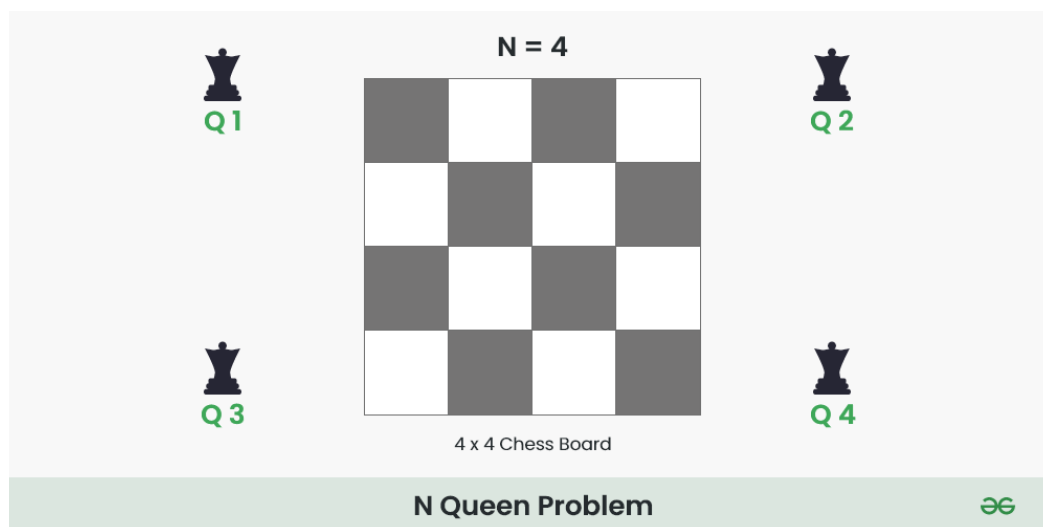 N = 4
Q 1
Q 2
Q 3
Q 4
4 x 4 Chess Board
N Queen Problem